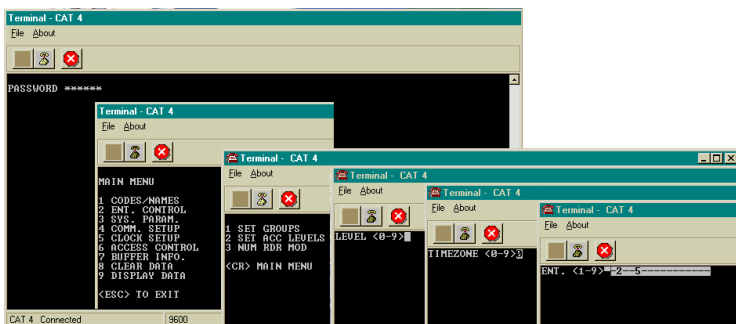 Terminal - CAT 4
File About
PASSWORD ******
Terminal - CAT 4
File About
MAIN MENU
1 CODES/NAMES
2 ENT. CONTROL
3 SYS. PARAM.
4 COMM. SETUP
5 CLOCK SETUP
6 ACCESS CONTROL
7 BUFFER INFO.
8 CLEAR DATA
9 DISPLAY DATA
<ESC> TO EXIT
Terminal - CAT 4
File About
1 SET GROUPS
2 SET ACC LEVELS
3 NUM RDR MOD
<CR> MAIN MENU
Terminal - CAT 4
File About
LEVEL <0-9>
Terminal - CAT 4
File About
TIMEZONE <0-9>
Terminal - CAT 4
File About
ENT. <1-9> -2--5-----------
CAT 4 Connected 9600